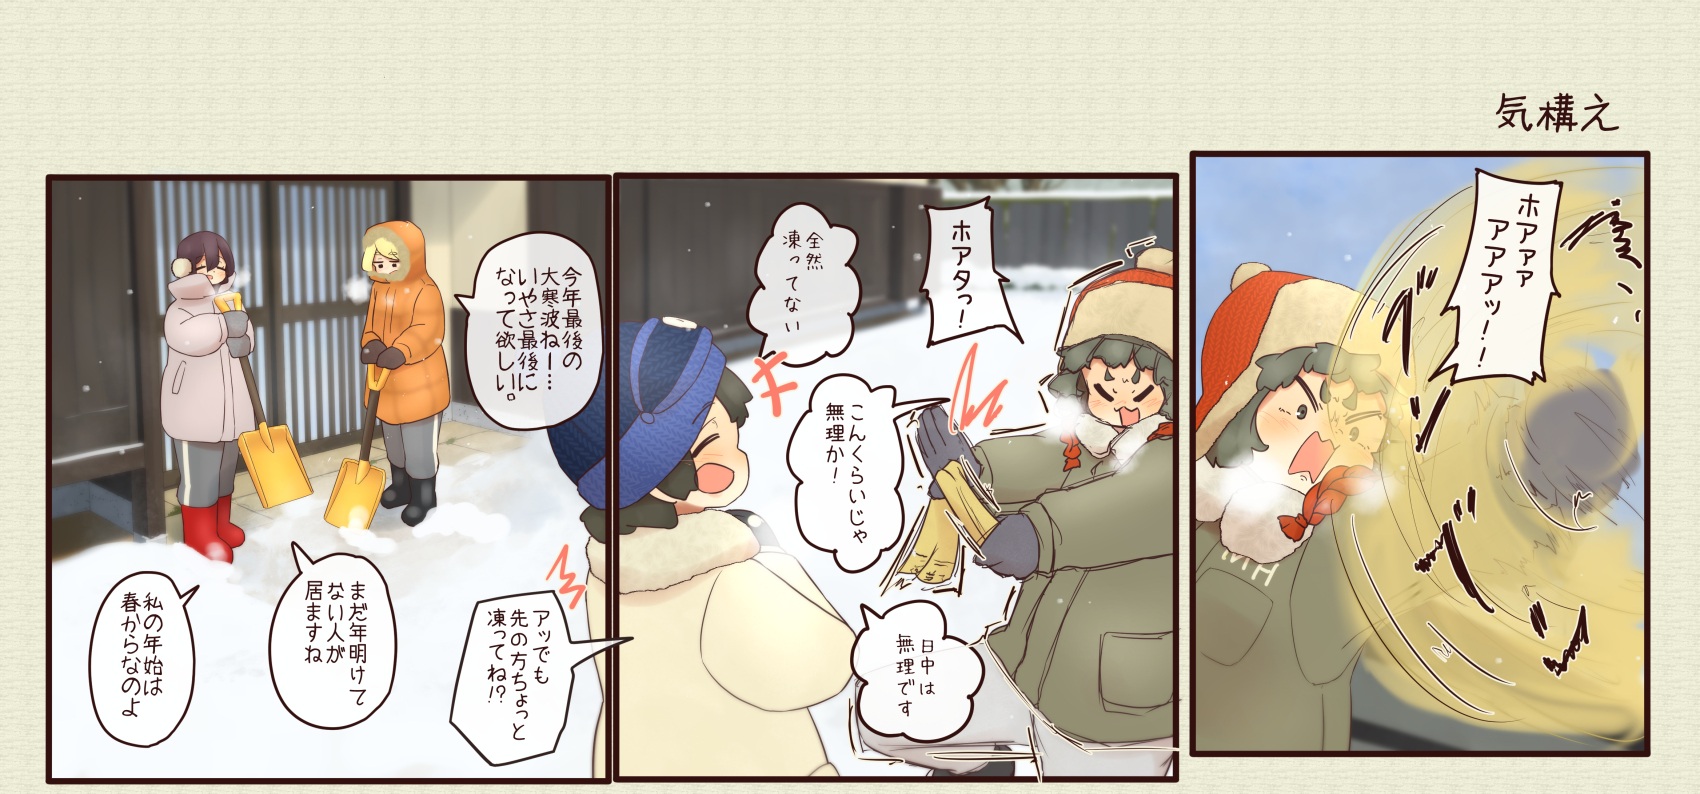 気構え
ホアァァ
アアアッ!!
MH
ホアタっ!
全然
凍ってない
こんくらいじゃ
無理か!
日中は
無理です
アッでも
先の方ちょっと
凍ってね!?
今年最後の
大寒波ねー…
いやさ最後に
なって欲しい。
まだ年明けて
ない人が
居ますね
私の年始は
春からなのよ